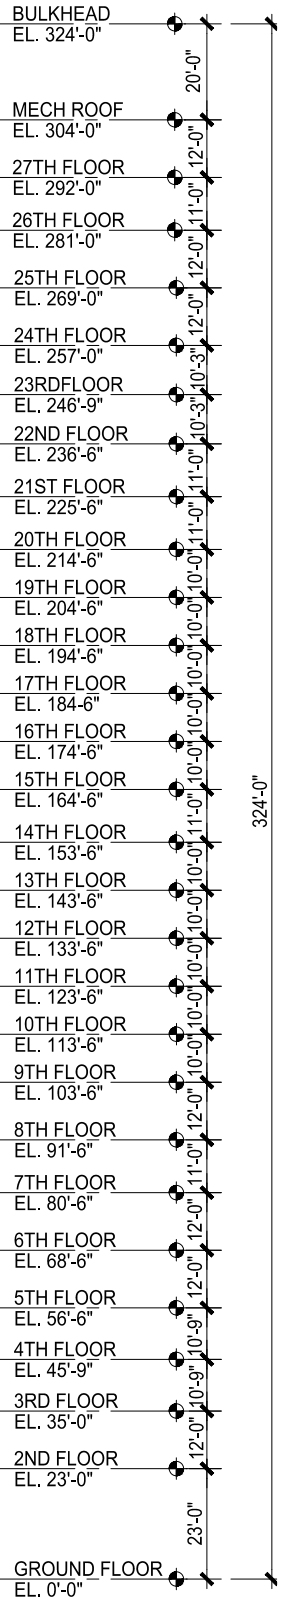 BULKHEAD
EL. 324'-0"
20'-0"
MECH ROOF
EL. 304'-0"
12'-0"
27TH FLOOR
EL. 292'-0"
11'-0"
26TH FLOOR
EL. 281'-0"
12'-0"
25TH FLOOR
EL. 269'-0"
12'-0"
24TH FLOOR
EL. 257'-0"
10'-3"
23RDFLOOR
EL. 246'-9"
10'-3"
22ND FLOOR
EL. 236'-6"
11'-0"
21ST FLOOR
EL. 225'-6"
11'-0"
20TH FLOOR
EL. 214'-6"
10'-0"
19TH FLOOR
EL. 204'-6"
10'-0"
18TH FLOOR
EL. 194'-6"
10'-0"
17TH FLOOR
EL. 184-6"
10'-0"
16TH FLOOR
EL. 174'-6"
10'-0"
15TH FLOOR
EL. 164'-6"
11'-0"
324'-0"
14TH FLOOR
EL. 153'-6"
10'-0"
13TH FLOOR
EL. 143'-6"
10'-0"
12TH FLOOR
EL. 133'-6"
10'-0"
11TH FLOOR
EL. 123'-6"
10'-0"
10TH FLOOR
EL. 113'-6"
10'-0"
9TH FLOOR
EL. 103'-6"
12'-0"
8TH FLOOR
EL. 91'-6"
11'-0"
7TH FLOOR
EL. 80'-6"
12'-0"
6TH FLOOR
EL. 68'-6"
12'-0"
5TH FLOOR
EL. 56'-6"
10'-9"
4TH FLOOR
EL. 45'-9"
10'-9"
3RD FLOOR
EL. 35'-0"
12'-0"
2ND FLOOR
EL. 23'-0"
23'-0"
GROUND FLOOR
EL. 0'-0"